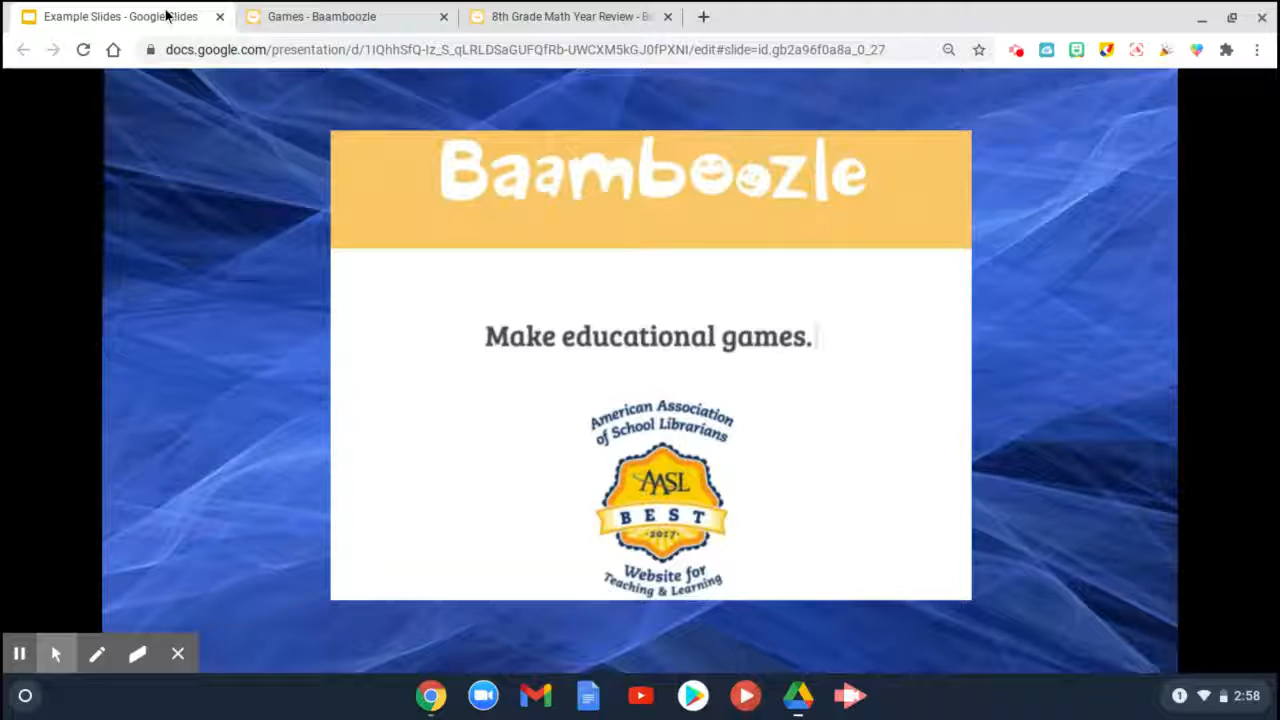 Example Slides - Google Slides
Games - Baamboozle
8th Grade Math Year Review - B
docs.google.com/presentation/d/1IQhhSfQ-Iz_S_qLRLDSaGUFQfRb-UWCXM5kGJ0fPXNI/edit#slide=id.gb2a96f0a8a_0_27
Baamboozle
Make educational games.
American Association
of School Librarians
AASL
BEST
·2017·
Website for
Teaching & Learning
1
2:58